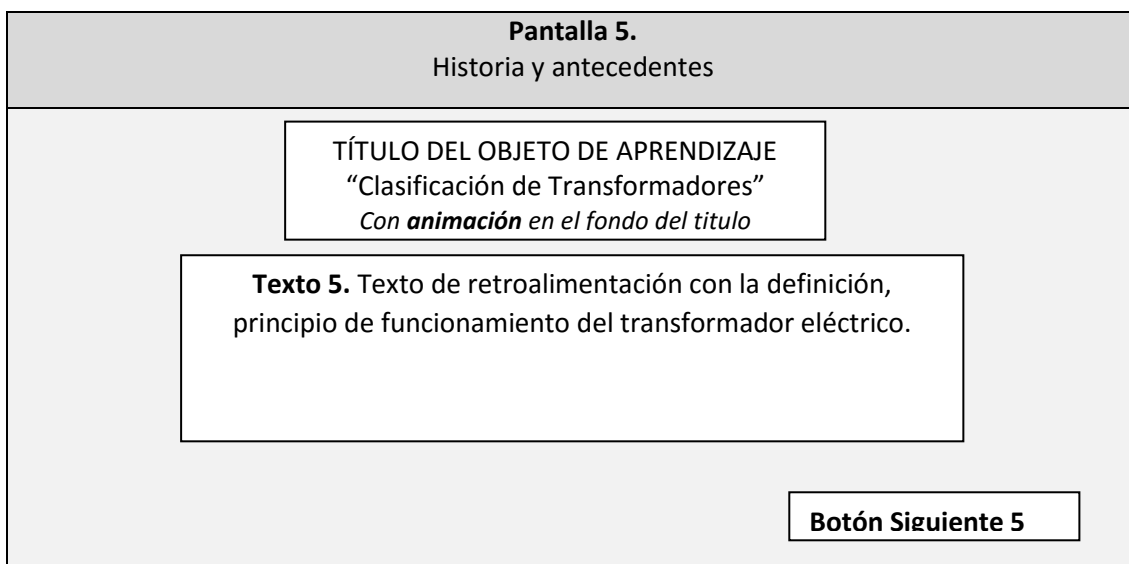 Pantalla 5.
Historia y antecedentes
TÍTULO DEL OBJETO DE APRENDIZAJE
“Clasificación de Transformadores”
Con animación en el fondo del titulo
Texto 5. Texto de retroalimentación con la definición,
principio de funcionamiento del transformador eléctrico.
Botón Siguiente 5